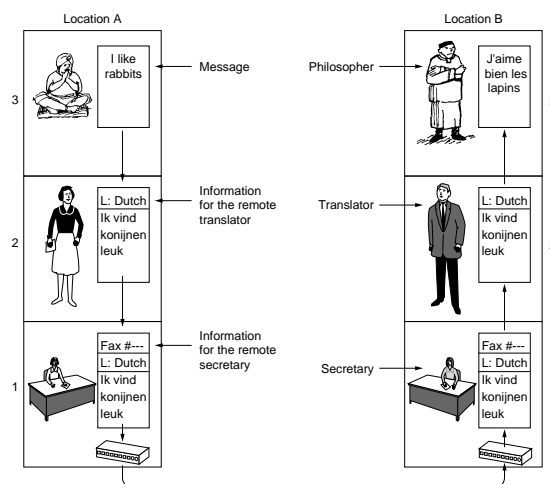 Location A
3
I like
rabbits
Message
2
L: Dutch
Ik vind
konijnen
leuk
Information
for the remote
translator
1
Fax #---
L: Dutch
Ik vind
konijnen
leuk
Information
for the remote
secretary
Location B
Philosopher
J'aime
bien les
lapins
Translator
L: Dutch
Ik vind
konijnen
leuk
Secretary
Fax #---
L: Dutch
Ik vind
konijnen
leuk